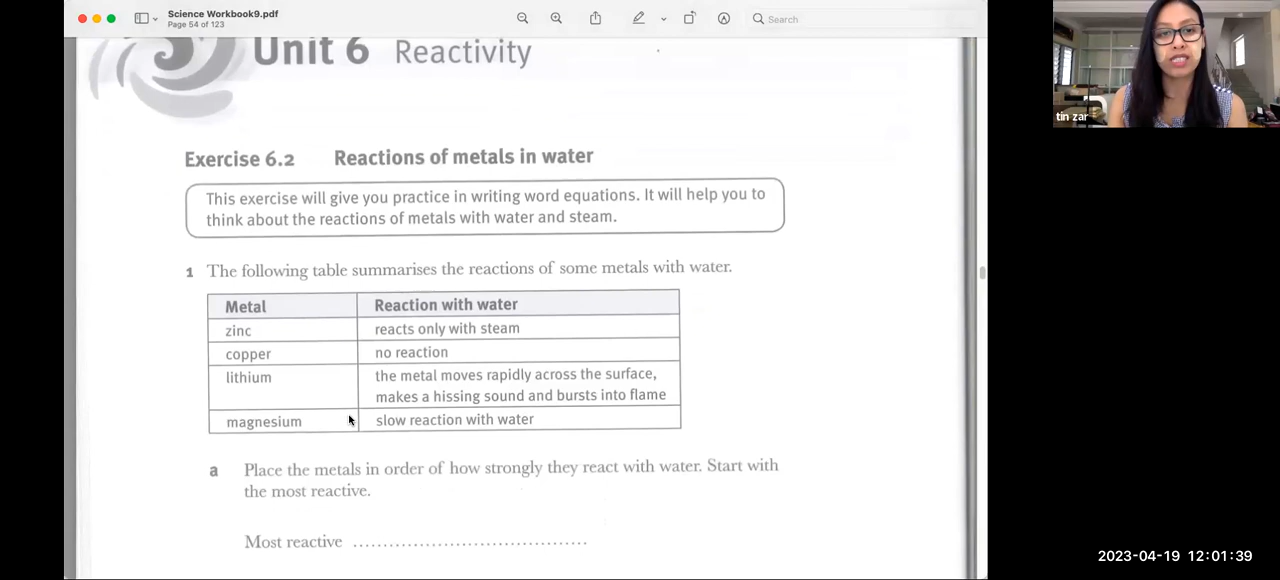 Science Workbook9.pdf
Page 54 of 123
Search
Unit 6 Reactivity
Exercise 6.2 Reactions of metals in water
This exercise will give you practice in writing word equations. It will help you to
think about the reactions of metals with water and steam.
1 The following table summarises the reactions of some metals with water.
Metal Reaction with water
zinc reacts only with steam
copper no reaction
lithium the metal moves rapidly across the surface,
makes a hissing sound and bursts into flame
magnesium slow reaction with water
a Place the metals in order of how strongly they react with water. Start with
the most reactive.
Most reactive ........................................
tin zar
2023-04-19 12:01:39